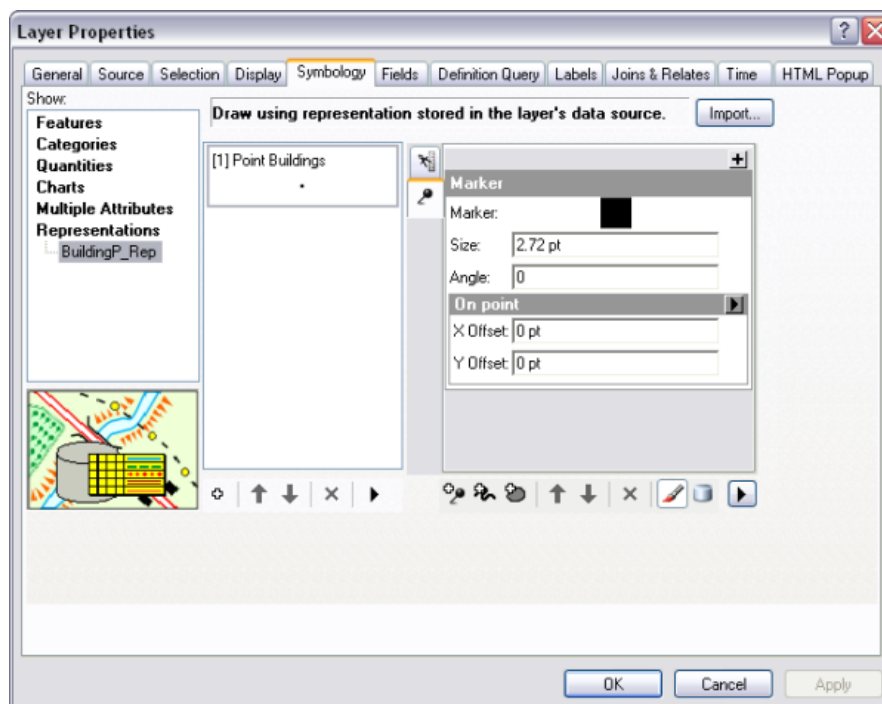 Layer Properties
General Source Selection Display Symbology Fields Definition Query Labels Joins & Relates Time HTML Popup
Show:
Features
Categories
Quantities
Charts
Multiple Attributes
Representations
BuildingP_Rep
Draw using representation stored in the layer's data source.
Import...
[1] Point Buildings
Marker
Marker:
Size: 2.72 pt
Angle: 0
On point
X Offset: 0 pt
Y Offset: 0 pt
OK Cancel Apply